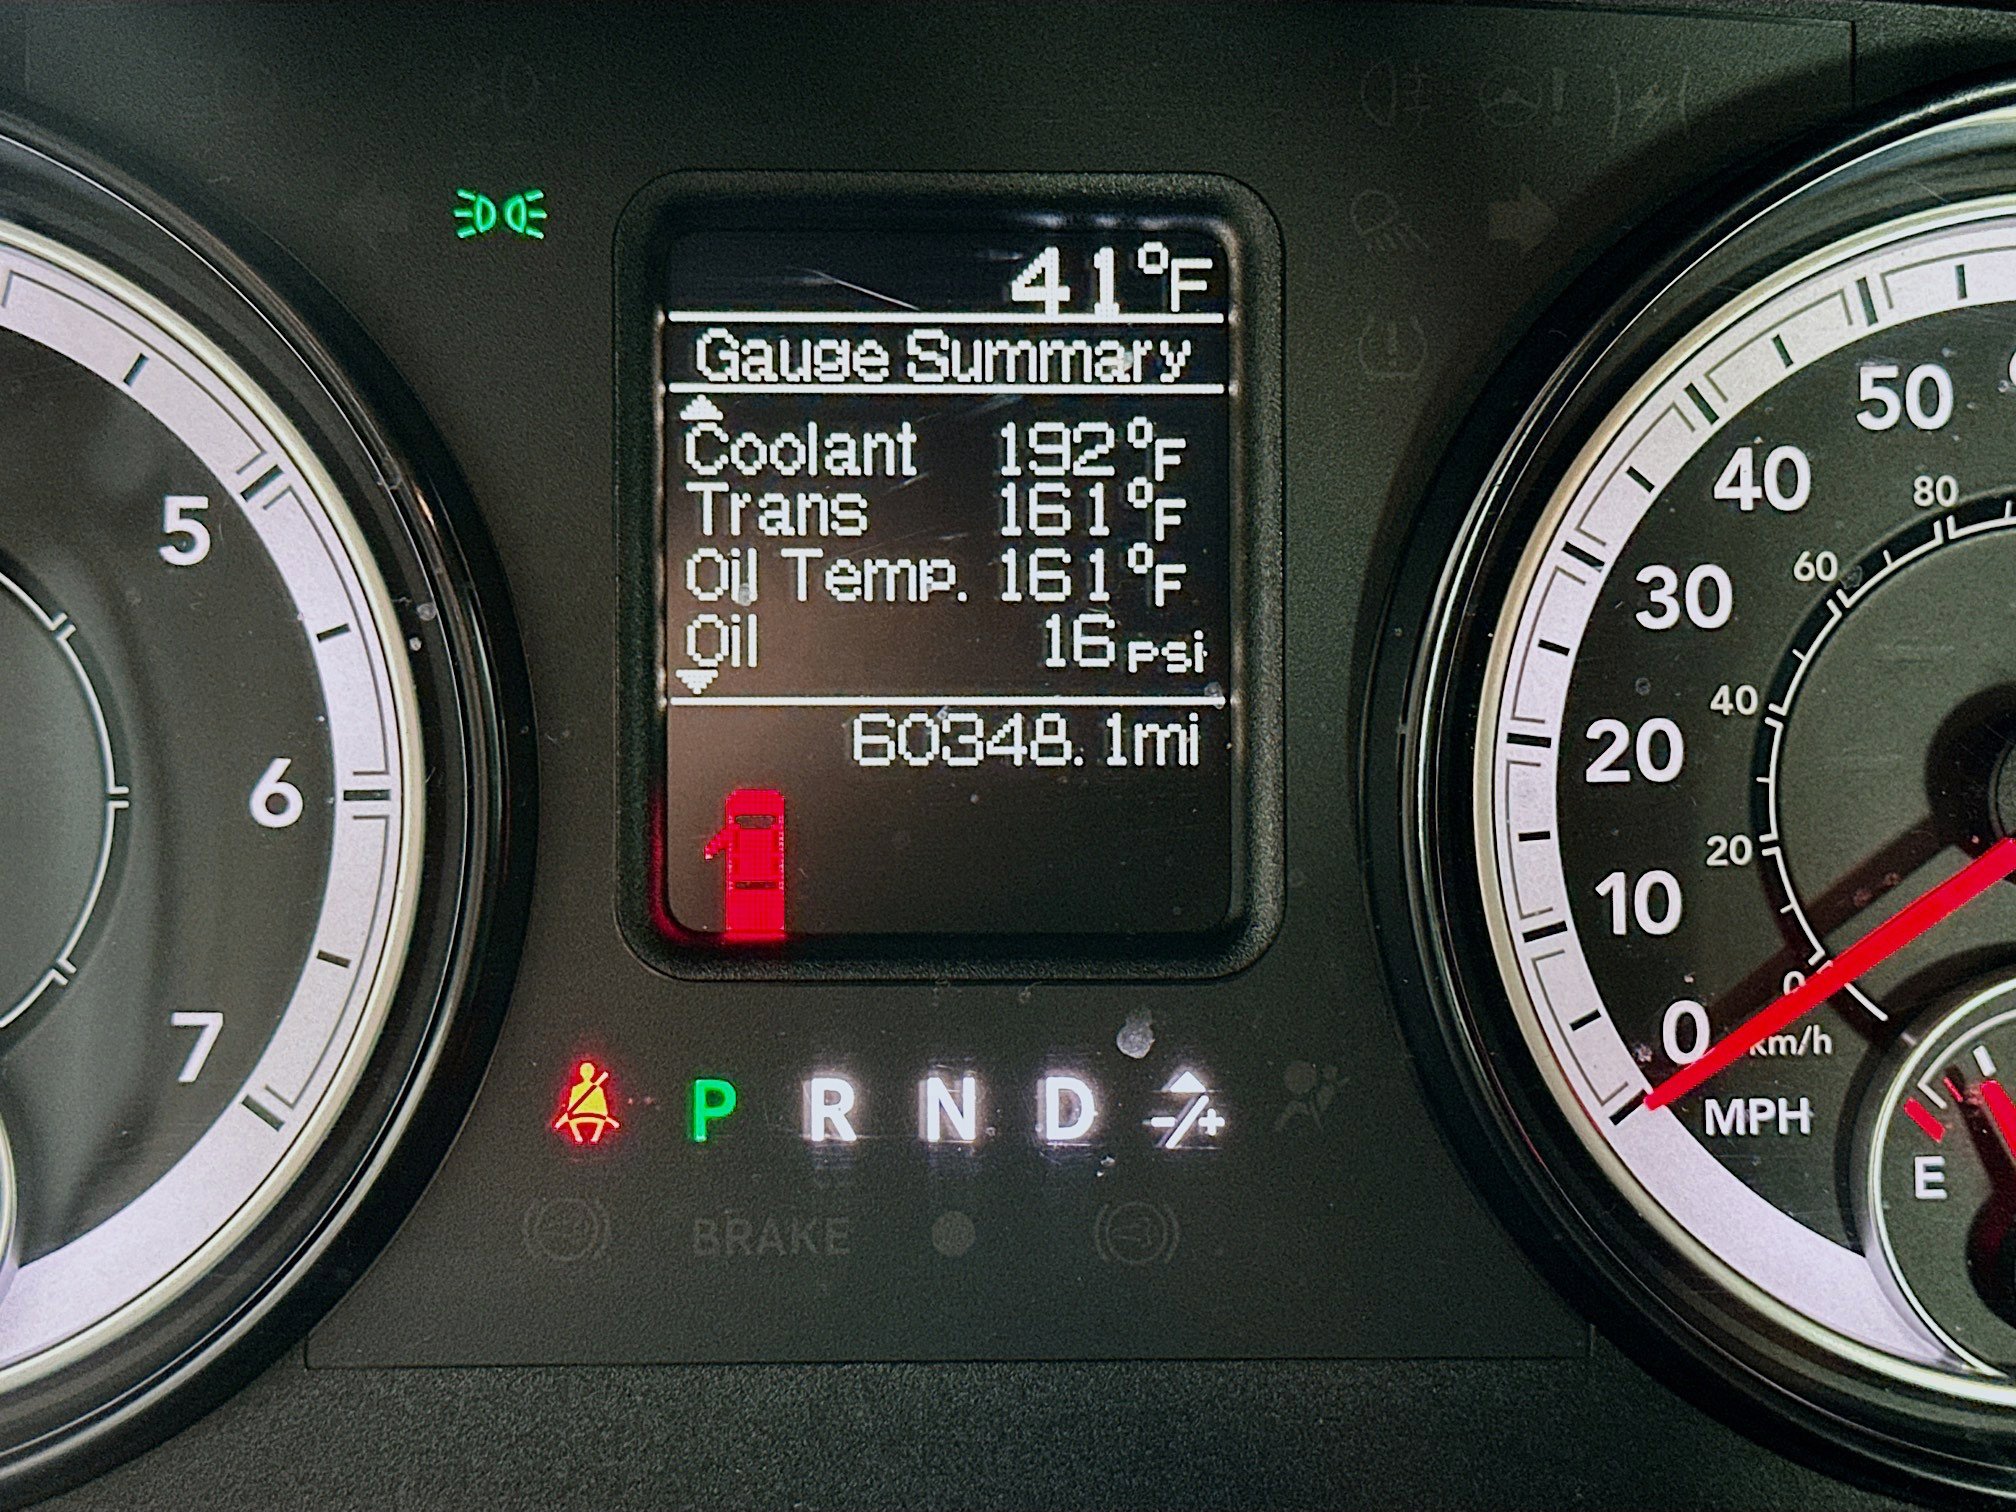 41°F
Gauge Summary
Coolant 192°F
Trans 161°F
Oil Temp. 161°F
Oil 16 psi
60348.1mi
P R N D -/+
BRAKE
5
6
7
50
40
30
20
10
0
MPH
80
60
40
20
0
km/h
E